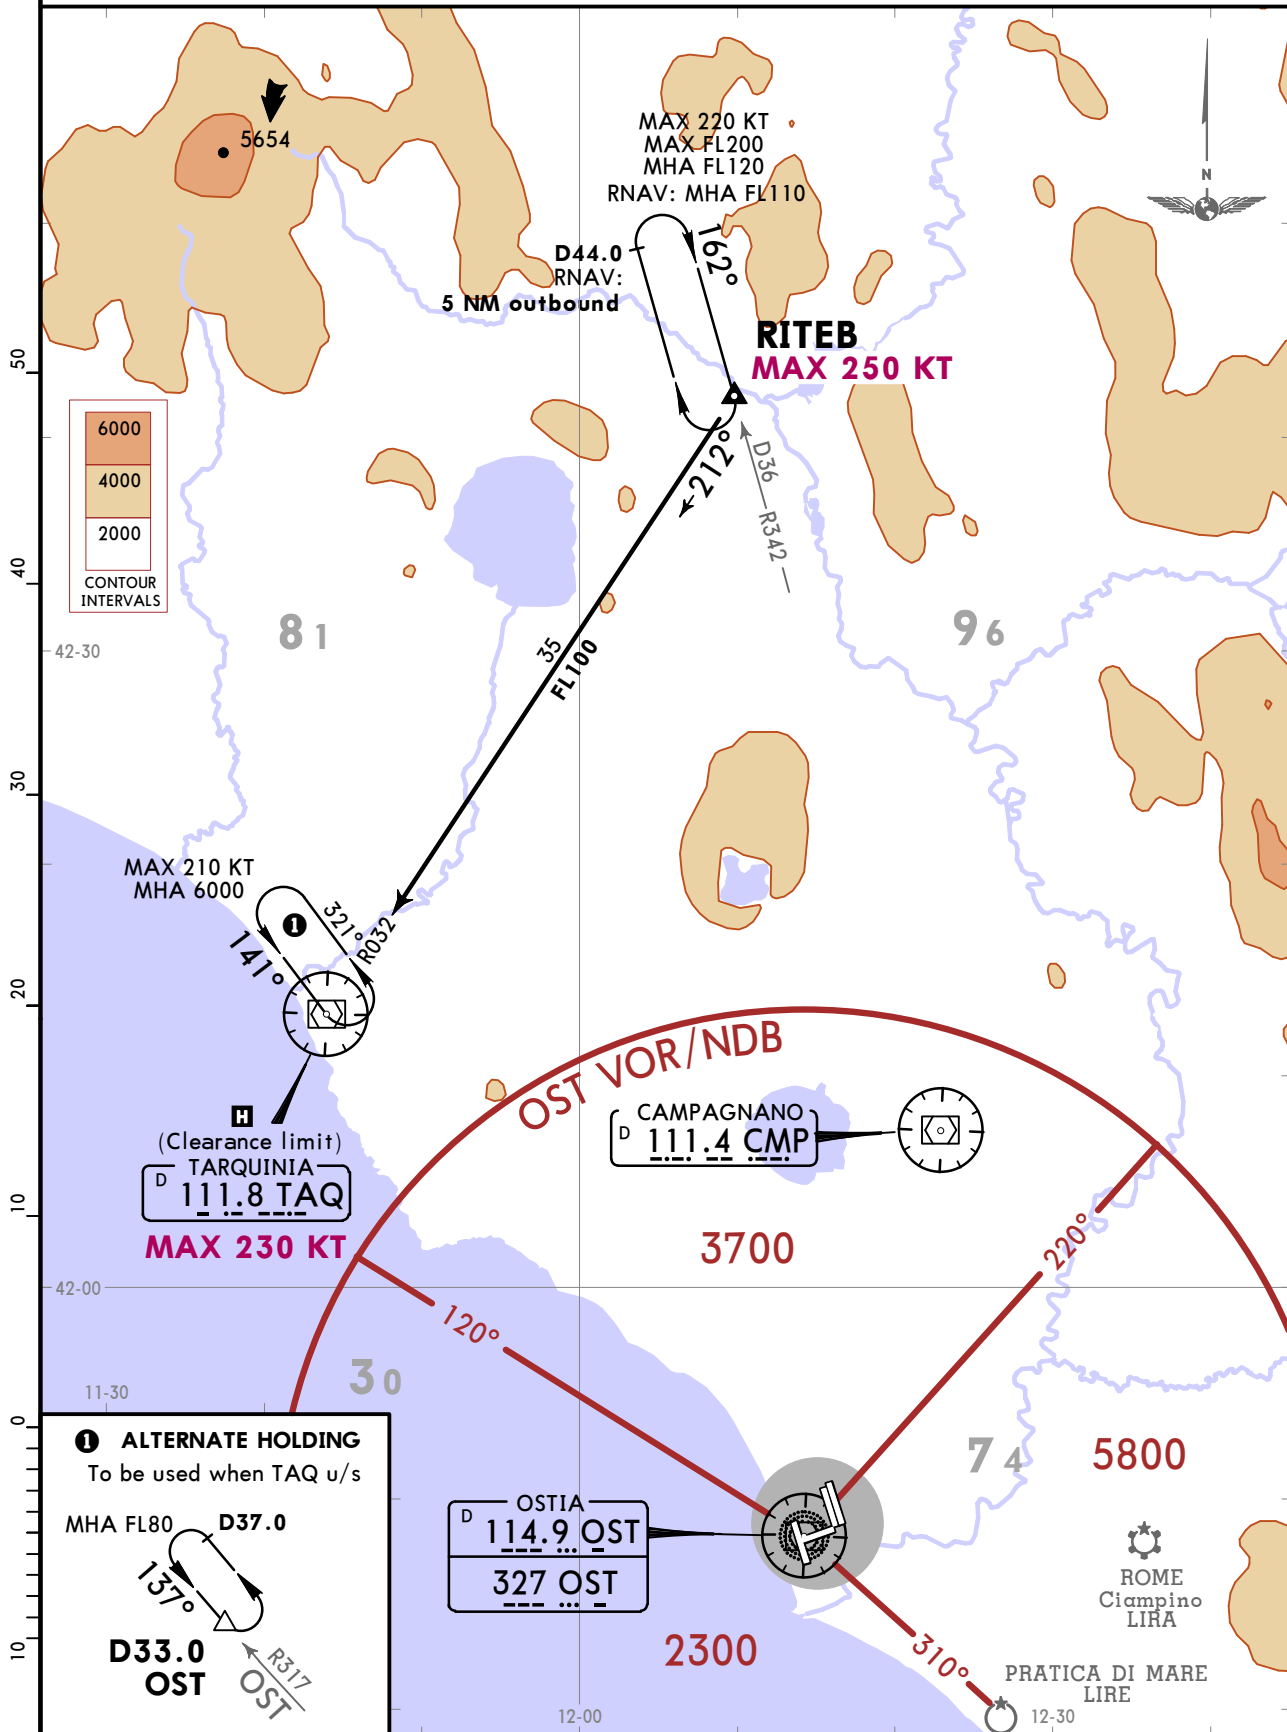 5654
MAX 220 KT
MAX FL200
MHA FL120
RNAV: MHA FL110
N
162°
D44.0
RNAV:
5 NM outbound
RITEB
MAX 250 KT
212°
D36
R342
50
40
30
20
10
0
10
6000
4000
2000
CONTOUR
INTERVALS
81
96
42-30
35
FL100
MAX 210 KT
MHA 6000
1
321°
R032
141°
H
(Clearance limit)
TARQUINIA
D 111.8 TAQ
MAX 230 KT
OST VOR/NDB
CAMPAGNANO
D 111.4 CMP
3700
220°
42-00
120°
30
11-30
1 ALTERNATE HOLDING
To be used when TAQ u/s
MHA FL80
D37.0
137°
D33.0
OST
R317
OST
OSTIA
D 114.9 OST
327 OST
74
5800
ROME
Ciampino
LIRA
2300
310°
PRATICA DI MARE
LIRE
12-00
12-30